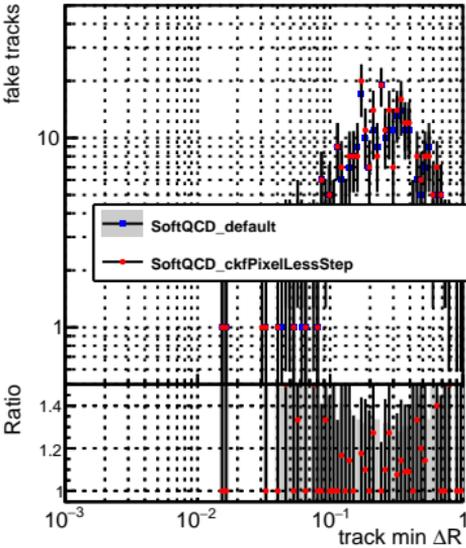 fake tracks
10
SoftQCD_default
SoftQCD_ckfPixelLessStep
1
Ratio
1.4
1.2
1
10⁻³ 10⁻² 10⁻¹ 1
track min ΔR